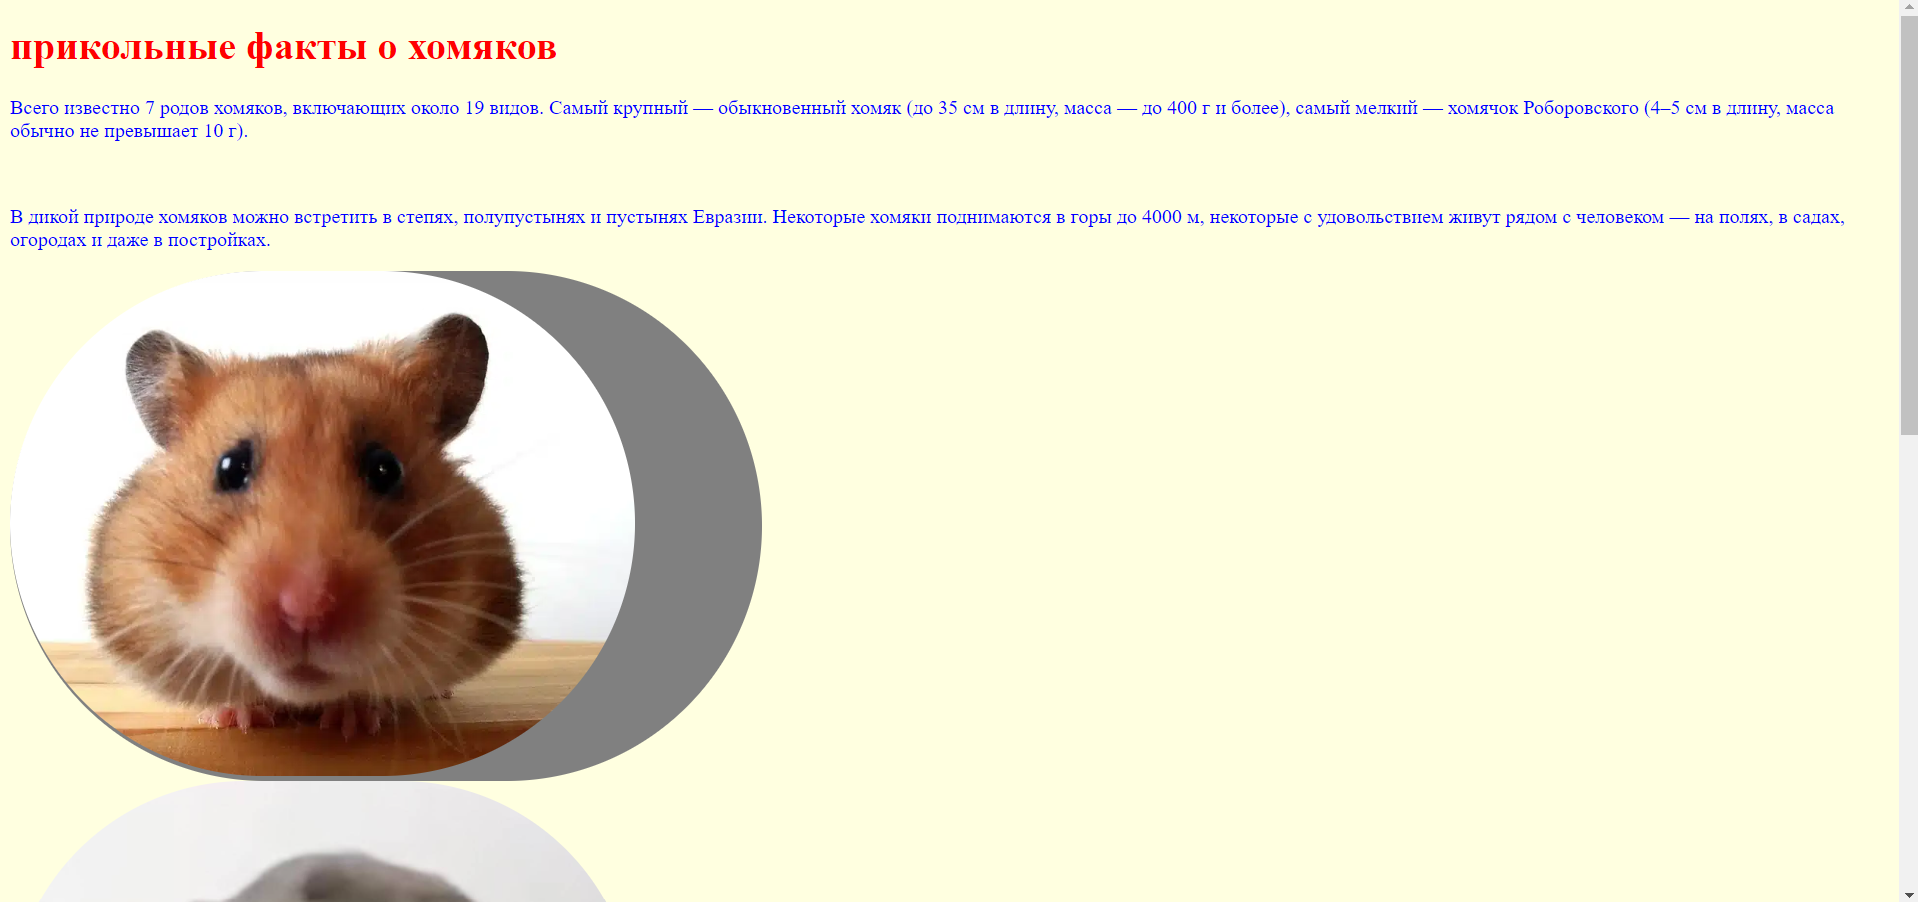 прикольные факты о хомяков
Всего известно 7 родов хомяков, включающих около 19 видов. Самый крупный — обыкновенный хомяк (до 35 см в длину, масса — до 400 г и более), самый мелкий — хомячок Роборовского (4–5 см в длину, масса
обычно не превышает 10 г).
В дикой природе хомяков можно встретить в степях, полупустынях и пустынях Евразии. Некоторые хомяки поднимаются в горы до 4000 м, некоторые с удовольствием живут рядом с человеком — на полях, в садах,
огородах и даже в постройках.